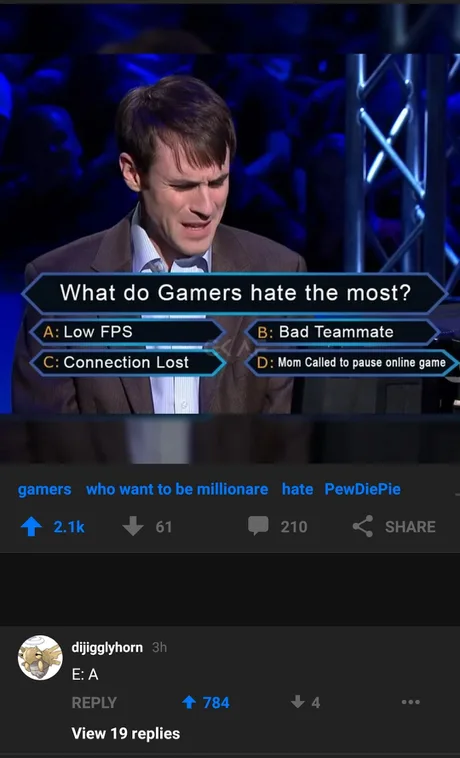 What do Gamers hate the most?
A: Low FPS
B: Bad Teammate
C: Connection Lost
D: Mom Called to pause online game
gamers who want to be millionare hate PewDiePie
2.1k 61 210 SHARE
dijigglyhorn 3h
E: A
REPLY 784 4
View 19 replies